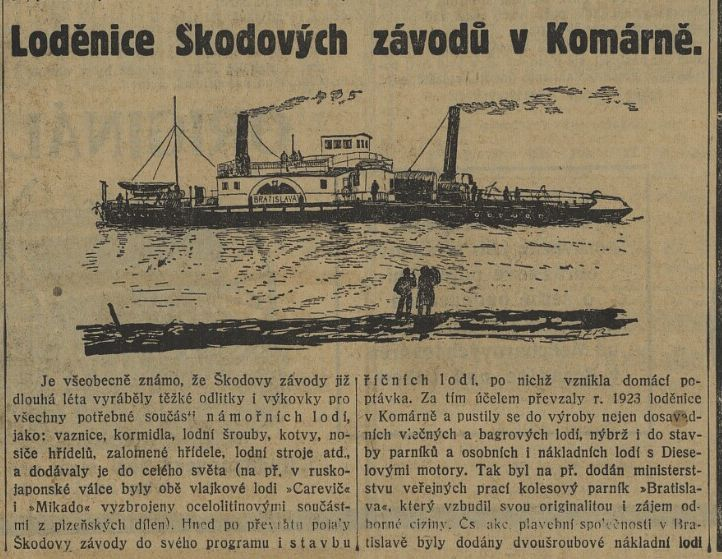 Loděnice Škodových závodů v Komárně.
BRATISLAVA
Je všeobecně známo, že Škodovy závody již
dlouhá léta vyráběly těžké odlitky i výkovky pro
všechny potřebné součásti námořních lodí,
jako: vaznice, kormidla, lodní šrouby, kotvy, no-
siče hřídelů, zalomené hřídele, lodní stroje atd.,
a dodávaly je do celého světa (na př. v rusko-
japonské válce byly obě vlajkové lodi »Carevič«
i »Mikado« vyzbrojeny ocelolitinovými součást-
mi z plzeňských dílen). Hned po převratu pojaly
Škodovy závody do svého programu i stavbu
říčních lodí, po nichž vznikla domácí po-
ptávka. Za tím účelem převzaly r. 1923 loděnice
v Komárně a pustily se do výroby nejen dosavad-
ních vlečných a bagrových lodí, nýbrž i do stav-
by parníků a osobních i nákladních lodí s Diese-
lovými motory. Tak byl na př. dodán ministerst-
stvu veřejných prací kolesový parník »Bratisla-
va«, který vzbudil svou originalitou i zájem od-
borné ciziny. Čs akc. plavební společnosti v Bra-
tislavě byly dodány dvoušroubové nákladní lodi